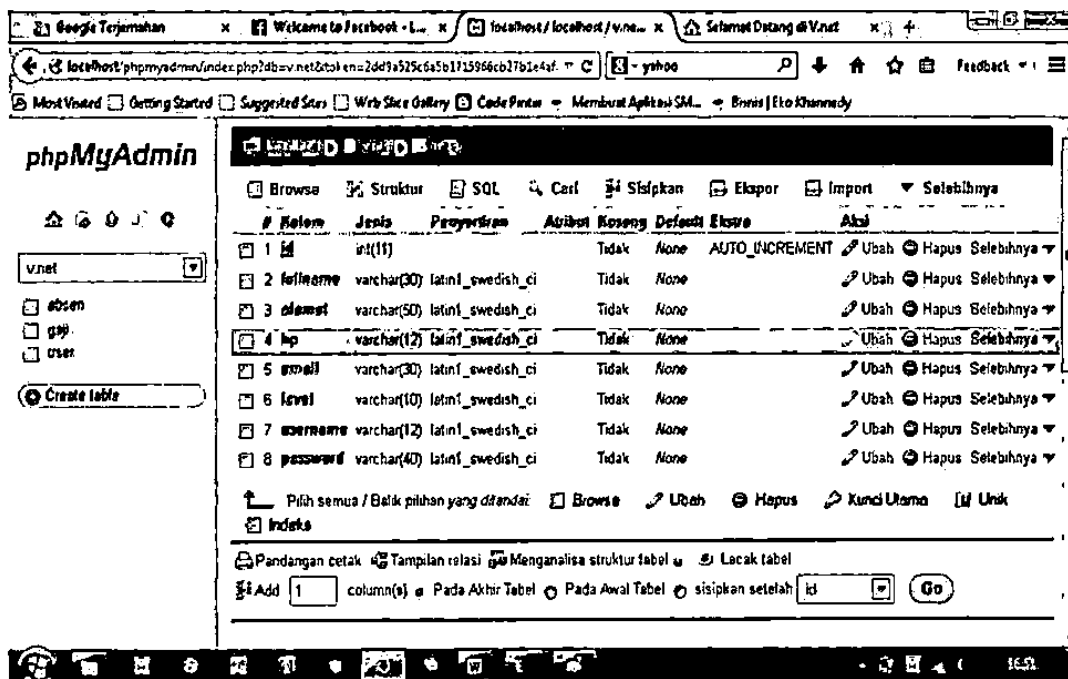 Google Terjemahan x Welcome to Facebook - L... x localhost / localhost / v.ne... x Selamat Datang di V.net x +
localhost/phpmyadmin/index.php?db=v.net&token=2dd9a525c6a5b1715966cb27b1e4af. yahoo Feedback
Most Visited Getting Started Suggested Sites Web Slice Gallery Code Pintar Membuat Aplikasi SM... Bisnis | Eko Khannedy
phpMyAdmin
Browse Struktur SQL Cari Sisipkan Ekspor Import Selebihnya
# Kolom Jenis Penyortiran Atribut Kosong Default Ekstra Aksi
1 id int(11) Tidak None AUTO_INCREMENT Ubah Hapus Selebihnya
v.net
2 fullname varchar(30) latin1_swedish_ci Tidak None Ubah Hapus Selebihnya
absen
3 alamat varchar(50) latin1_swedish_ci Tidak None Ubah Hapus Selebihnya
gaji
4 hp varchar(12) latin1_swedish_ci Tidak None Ubah Hapus Selebihnya
user
5 email varchar(30) latin1_swedish_ci Tidak None Ubah Hapus Selebihnya
Create table
6 level varchar(10) latin1_swedish_ci Tidak None Ubah Hapus Selebihnya
7 username varchar(12) latin1_swedish_ci Tidak None Ubah Hapus Selebihnya
8 password varchar(40) latin1_swedish_ci Tidak None Ubah Hapus Selebihnya
Pilih semua / Balik pilihan yang ditandai: Browse Ubah Hapus Kunci Utama Unik
Indeks
Pandangan cetak Tampilan relasi Menganalisa struktur tabel Lacak tabel
Add 1 column(s) Pada Akhir Tabel Pada Awal Tabel sisipkan setelah id Go